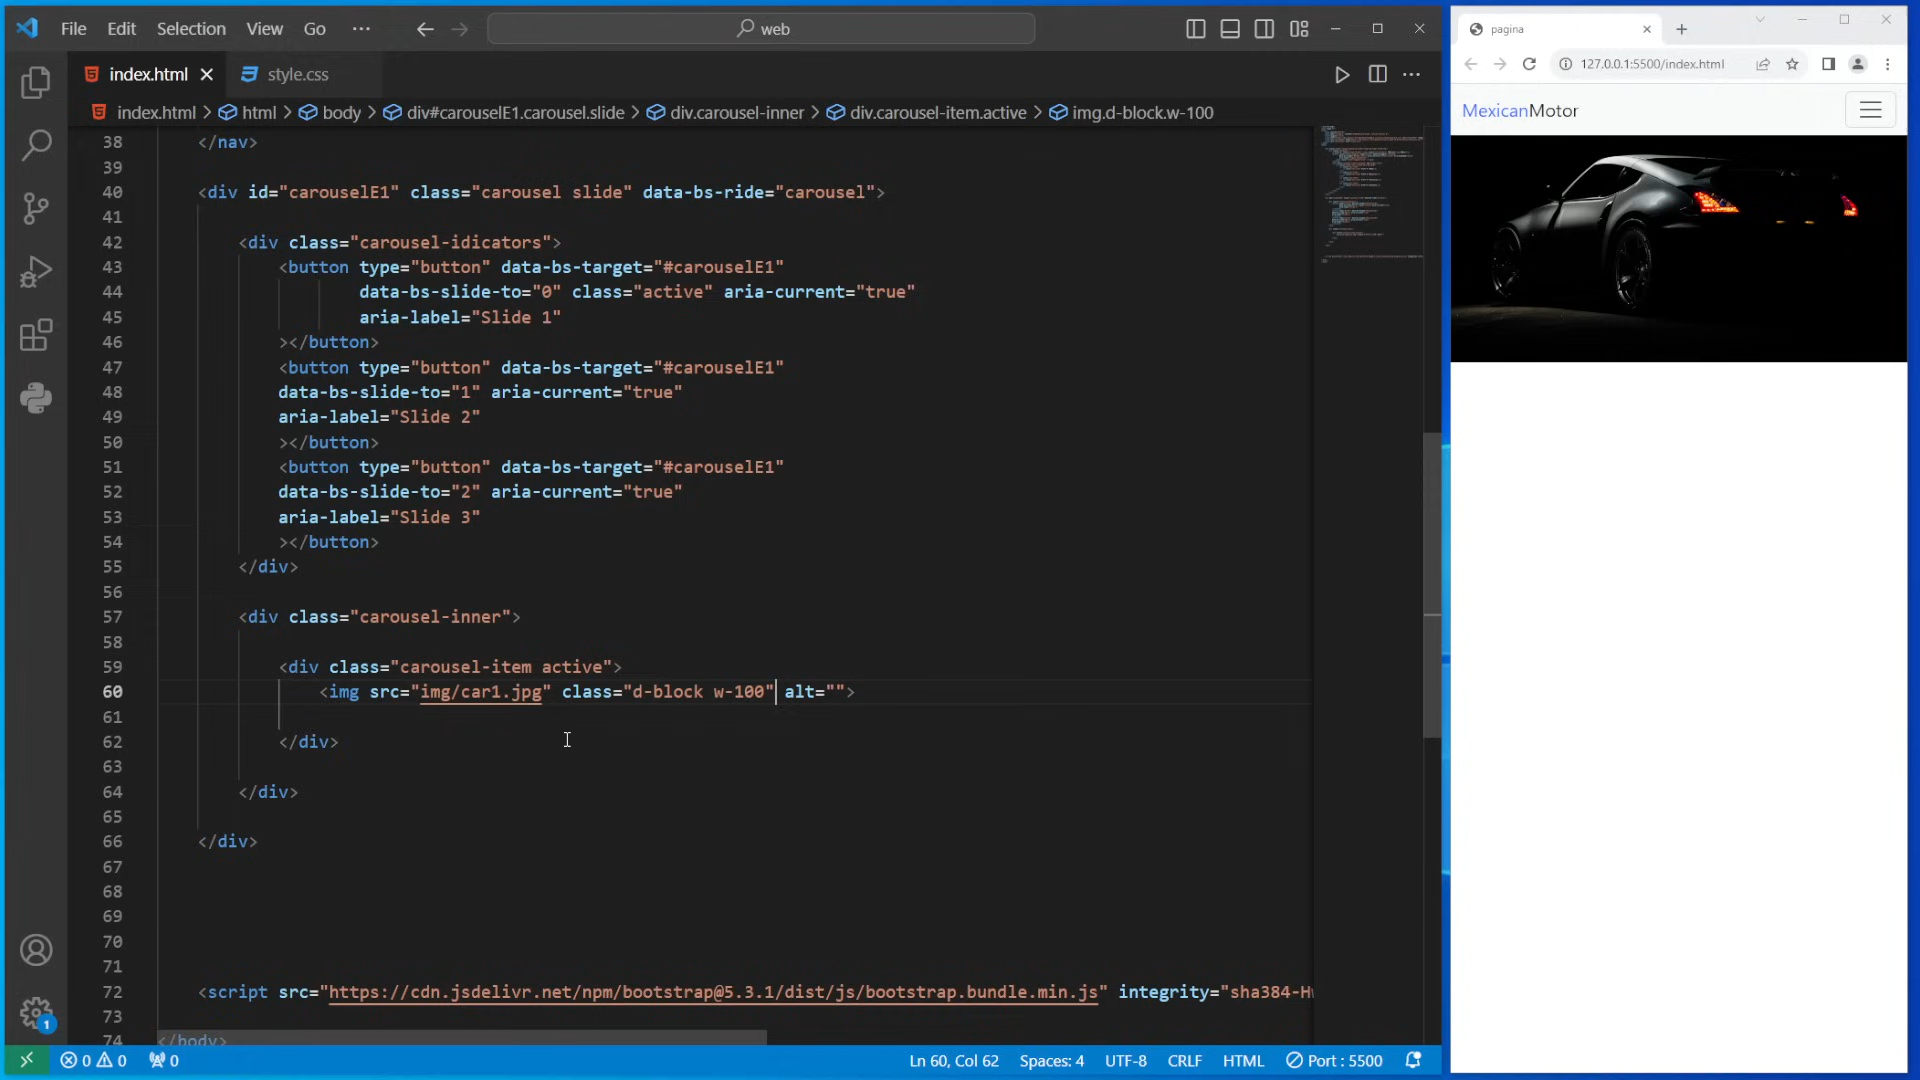 File Edit Selection View Go ··· web
index.html style.css
index.html > html > body > div#carouselE1.carousel.slide > div.carousel-inner > div.carousel-item.active > img.d-block.w-100
38 </nav>
39
40 <div id="carouselE1" class="carousel slide" data-bs-ride="carousel">
41
42 <div class="carousel-idicators">
43 <button type="button" data-bs-target="#carouselE1"
44 data-bs-slide-to="0" class="active" aria-current="true"
45 aria-label="Slide 1"
46 ></button>
47 <button type="button" data-bs-target="#carouselE1"
48 data-bs-slide-to="1" aria-current="true"
49 aria-label="Slide 2"
50 ></button>
51 <button type="button" data-bs-target="#carouselE1"
52 data-bs-slide-to="2" aria-current="true"
53 aria-label="Slide 3"
54 ></button>
55 </div>
56
57 <div class="carousel-inner">
58
59 <div class="carousel-item active">
60 <img src="img/car1.jpg" class="d-block w-100" alt="">
61
62 </div>
63
64 </div>
65
66 </div>
67
68
69
70
71
72 <script src="https://cdn.jsdelivr.net/npm/bootstrap@5.3.1/dist/js/bootstrap.bundle.min.js" integrity="sha384-H
73
74 </body>
1
0 0 0 Ln 60, Col 62 Spaces: 4 UTF-8 CRLF HTML Port : 5500
pagina
127.0.0.1:5500/index.html
MexicanMotor